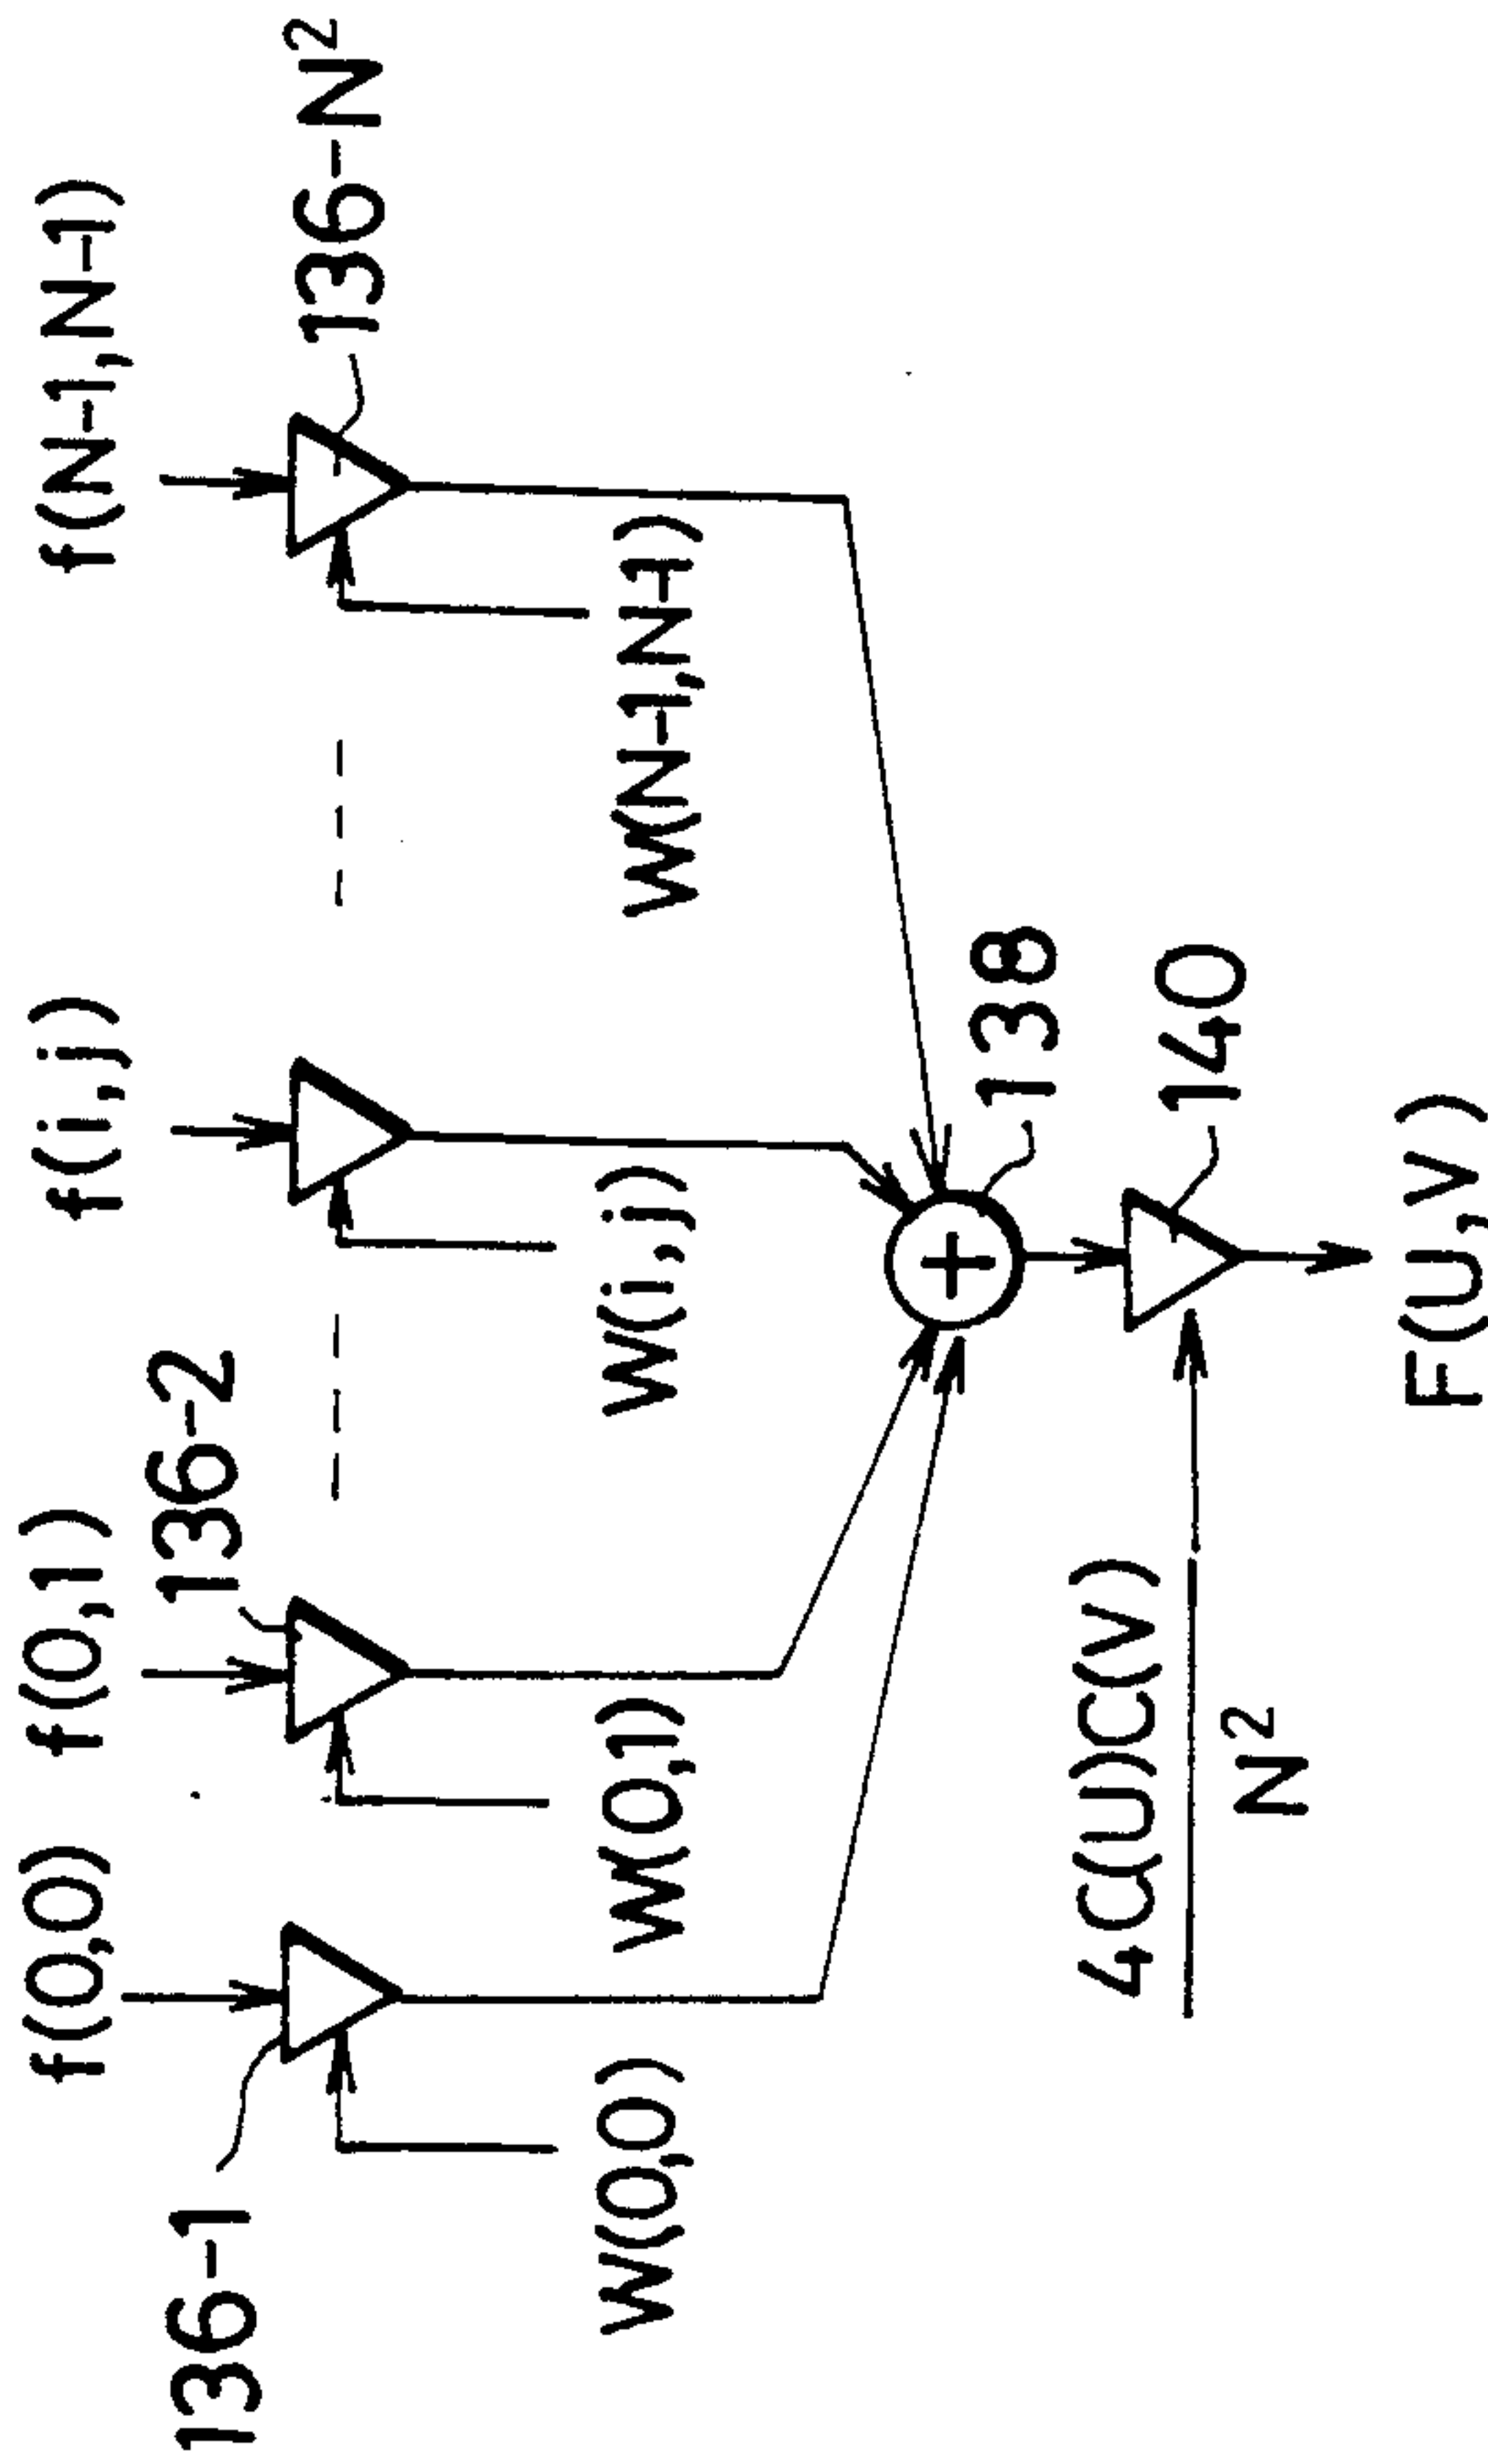 f(0,0) f(0,1) f(i,j) f(N-1,N-1)
136-1 136-2 136-N²
W(0,0) W(0,1) W(i,j) W(N-1,N-1)
138
4C(U)C(V)
N²
140
F(U,V)